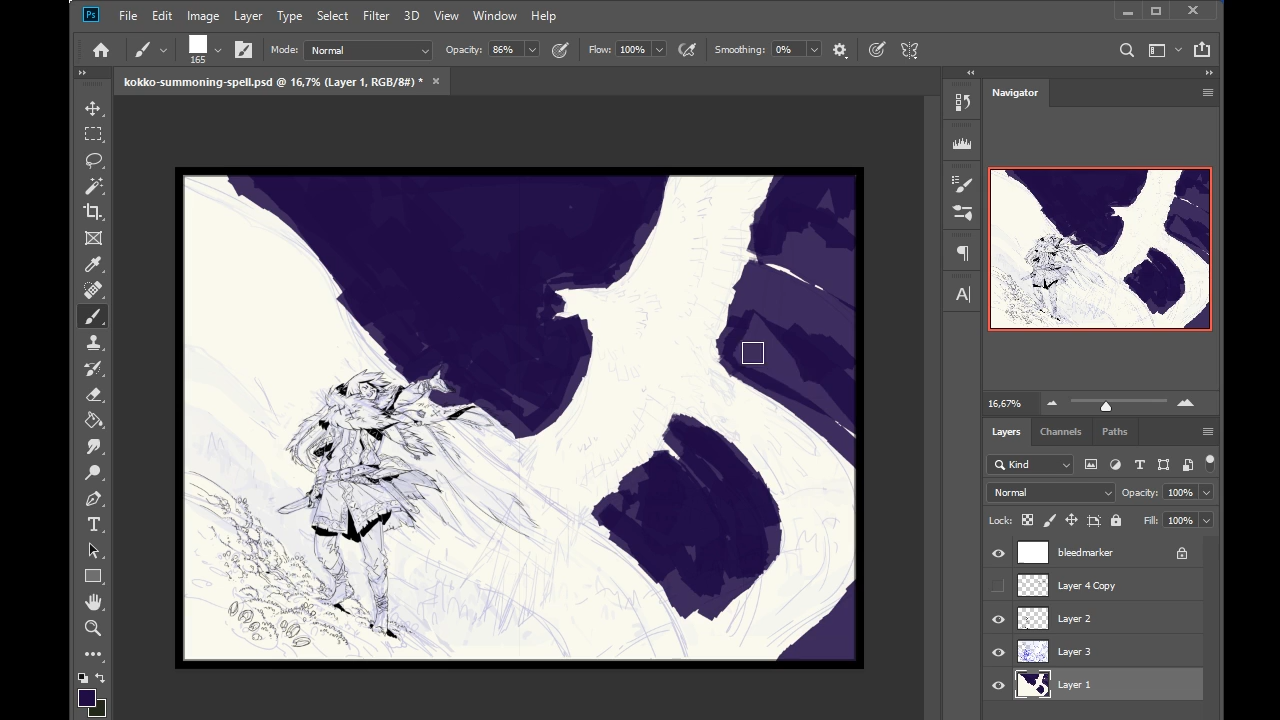 Ps File Edit Image Layer Type Select Filter 3D View Window Help
165 Mode: Normal Opacity: 86% Flow: 100% Smoothing: 0%
kokko-summoning-spell.psd @ 16,7% (Layer 1, RGB/8#) *
Navigator
16,67%
Layers Channels Paths
Kind
Normal Opacity: 100%
Lock: Fill: 100%
bleedmarker
Layer 4 Copy
Layer 2
Layer 3
Layer 1